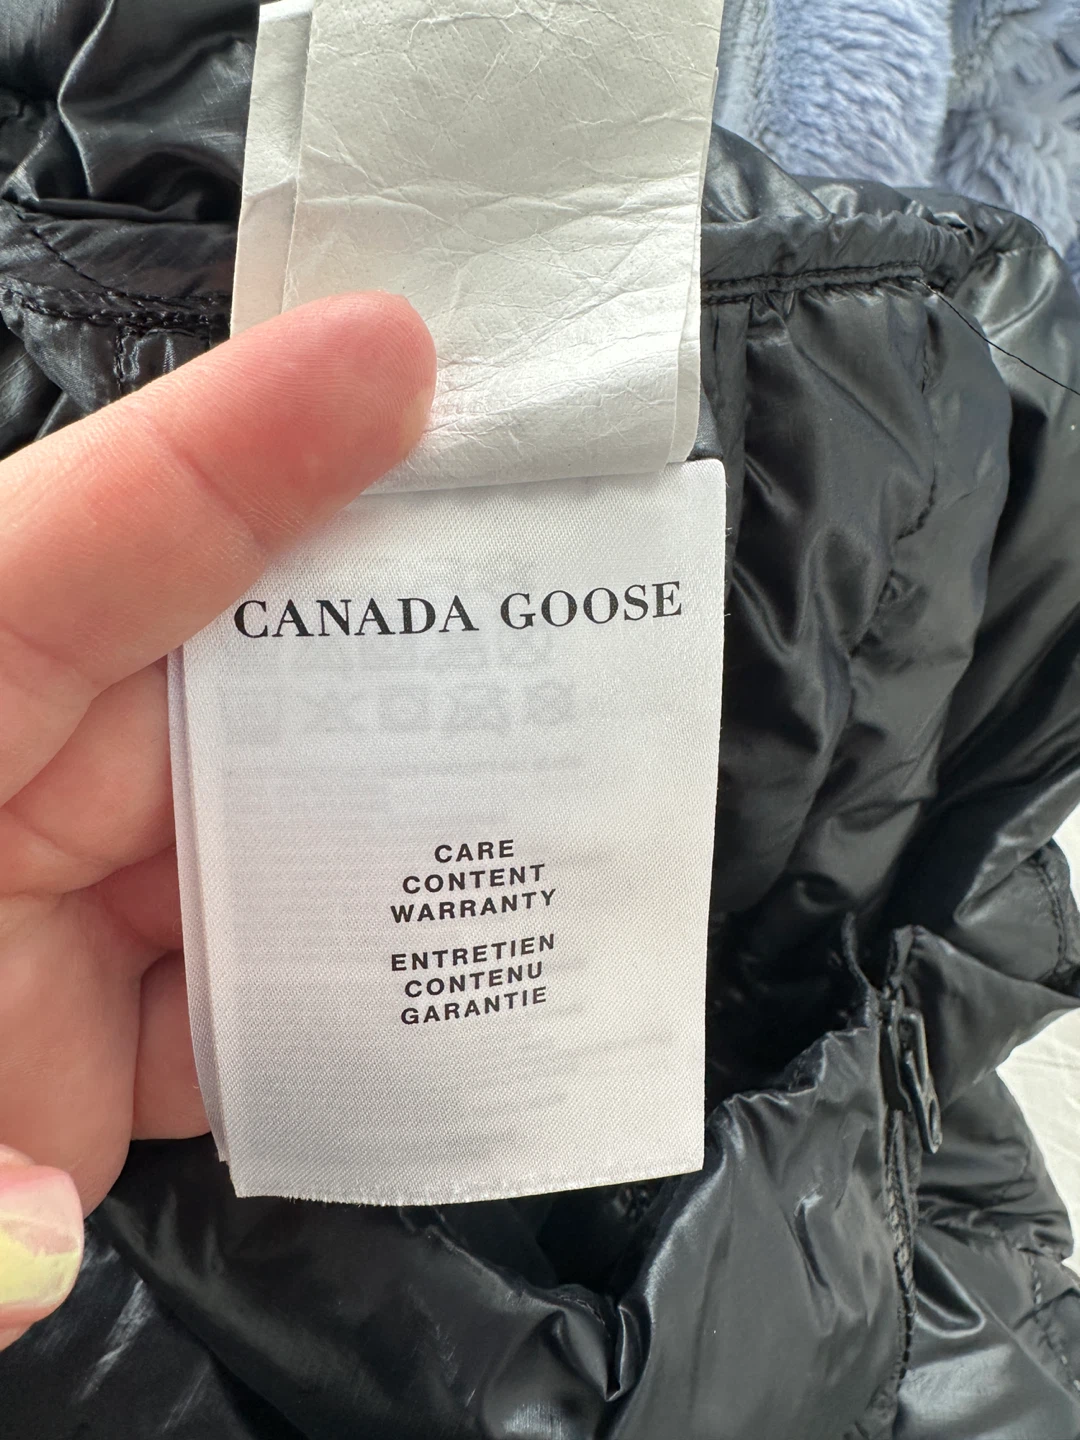 CANADA GOOSE
CARE
CONTENT
WARRANTY
ENTRETIEN
CONTENU
GARANTIE